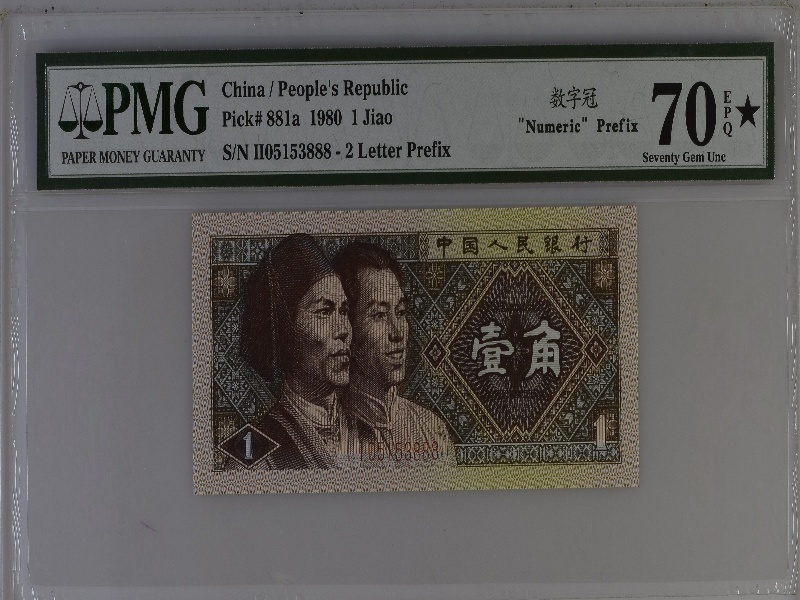 PMG
PAPER MONEY GUARANTY
China / People's Republic
Pick# 881a 1980 1 Jiao
S/N II05153888 - 2 Letter Prefix
数字冠
"Numeric" Prefix
70
EPQ
★
Seventy Gem Unc
中国人民银行
壹角
1
1
II05153888